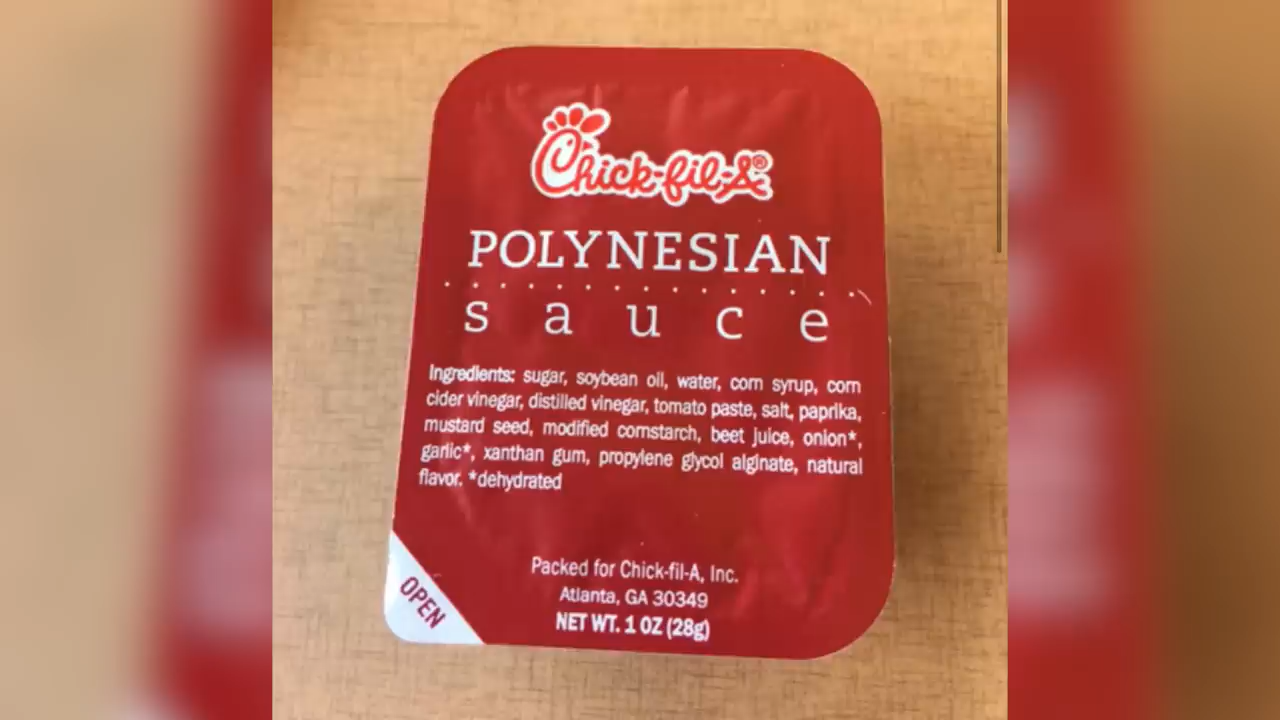 Chick-fil-A®
POLYNESIAN
sauce
Ingredients: sugar, soybean oil, water, corn syrup, corn
cider vinegar, distilled vinegar, tomato paste, salt, paprika,
mustard seed, modified cornstarch, beet juice, onion*,
garlic*, xanthan gum, propylene glycol alginate, natural
flavor. *dehydrated
Packed for Chick-fil-A, Inc.
Atlanta, GA 30349
NET WT. 1 OZ (28g)
OPEN